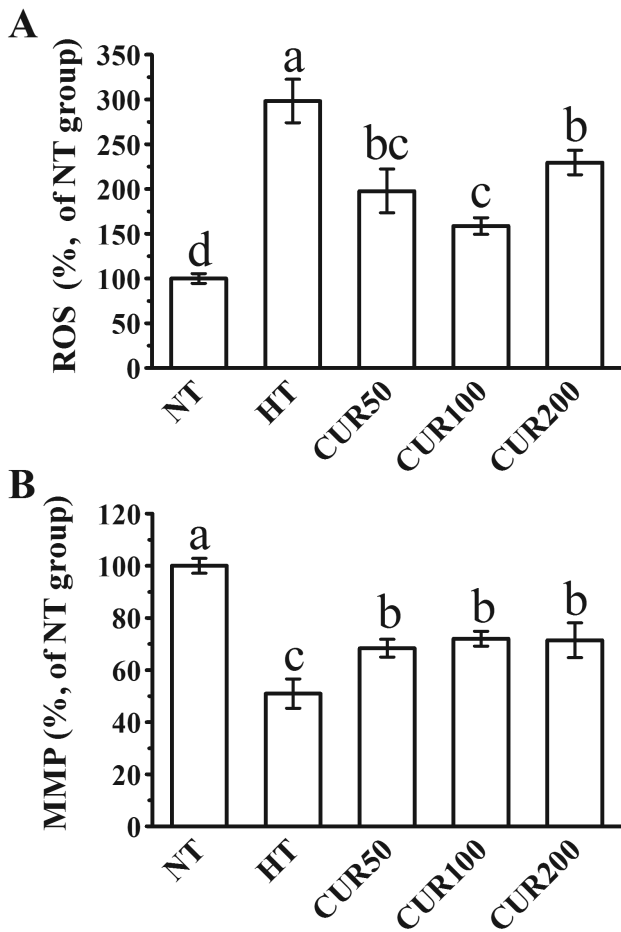 A
ROS (%, of NT group)
350
300
250
200
150
100
50
0
d
a
bc
c
b
NT
HT
CUR50
CUR100
CUR200
B
MMP (%, of NT group)
120
100
80
60
40
20
0
a
c
b
b
b
NT
HT
CUR50
CUR100
CUR200